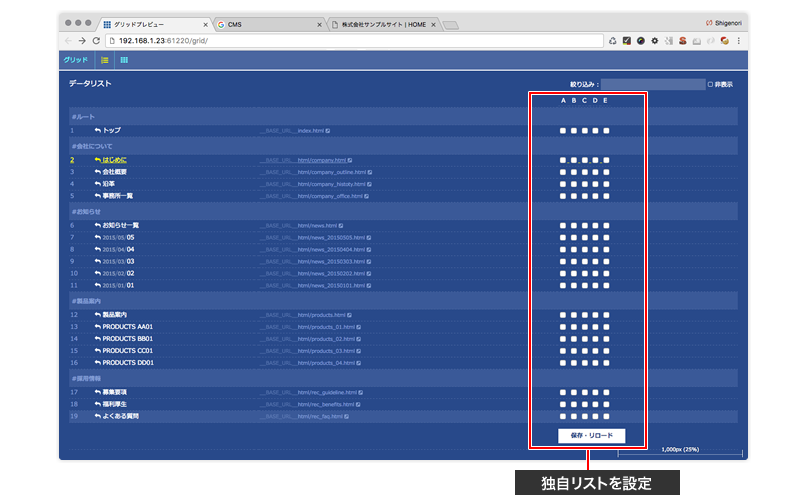 グリッドプレビュー
CMS
株式会社サンプルサイト | HOME
Shigenori
192.168.1.23:61220/grid/
グリッド
データリスト
絞り込み：
非表示
A B C D E
#ルート
1 トップ __BASE_URL__index.html
#会社について
2 はじめに __BASE_URL__html/company.html
3 会社概要 __BASE_URL__html/company_outline.html
4 沿革 __BASE_URL__html/company_histoty.html
5 事務所一覧 __BASE_URL__html/company_office.html
#お知らせ
6 お知らせ一覧 __BASE_URL__html/news.html
7 2015/05/05 __BASE_URL__html/news_20150505.html
8 2015/04/04 __BASE_URL__html/news_20150404.html
9 2015/03/03 __BASE_URL__html/news_20150303.html
10 2015/02/02 __BASE_URL__html/news_20150202.html
11 2015/01/01 __BASE_URL__html/news_20150101.html
#製品案内
12 製品案内 __BASE_URL__html/products.html
13 PRODUCTS AA01 __BASE_URL__html/products_01.html
14 PRODUCTS BB01 __BASE_URL__html/products_02.html
15 PRODUCTS CC01 __BASE_URL__html/products_03.html
16 PRODUCTS DD01 __BASE_URL__html/products_04.html
#採用情報
17 募集要項 __BASE_URL__html/rec_guideline.html
18 福利厚生 __BASE_URL__html/rec_benefits.html
19 よくある質問 __BASE_URL__html/rec_faq.html
保存・リロード
1,000px (25%)
独自リストを設定